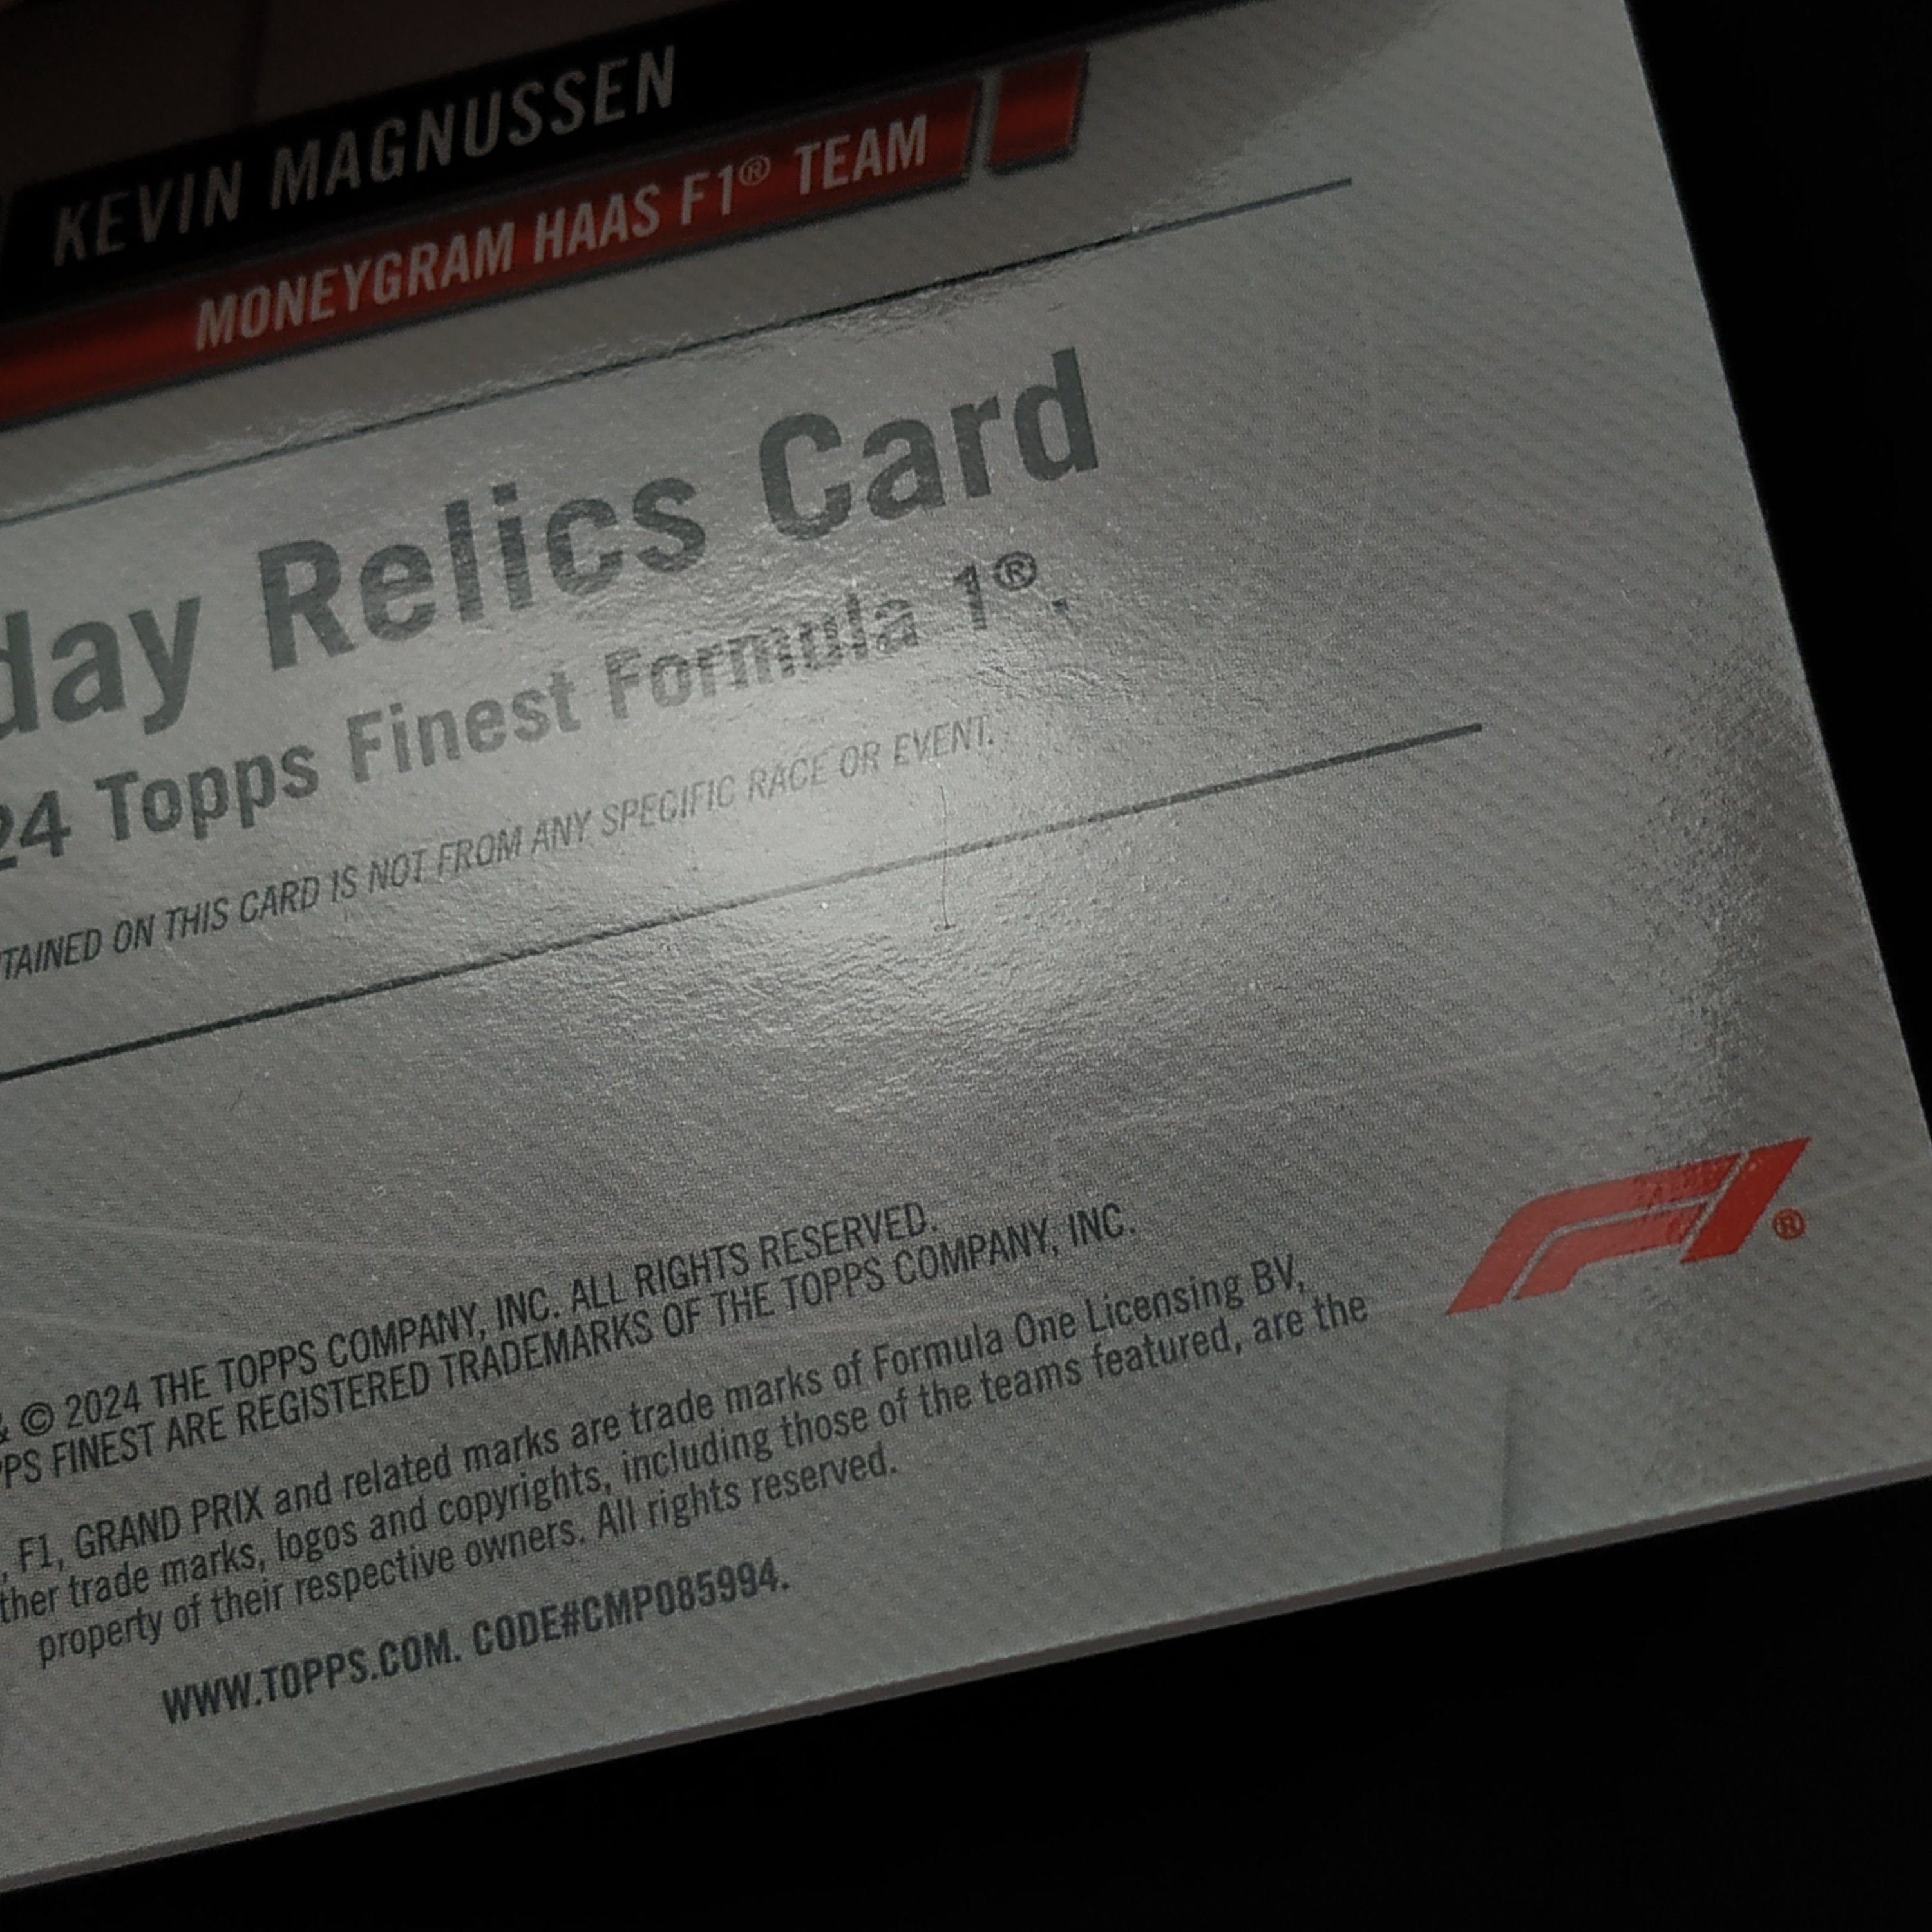 KEVIN MAGNUSSEN
MONEYGRAM HAAS F1® TEAM
day Relics Card
24 Topps Finest Formula 1®.
TAINED ON THIS CARD IS NOT FROM ANY SPECIFIC RACE OR EVENT.
& © 2024 THE TOPPS COMPANY, INC. ALL RIGHTS RESERVED.
PPS FINEST ARE REGISTERED TRADEMARKS OF THE TOPPS COMPANY, INC.
, F1, GRAND PRIX and related marks are trade marks of Formula One Licensing BV,
ther trade marks, logos and copyrights, including those of the teams featured, are the
property of their respective owners. All rights reserved.
WWW.TOPPS.COM. CODE#CMP085994.
F1®